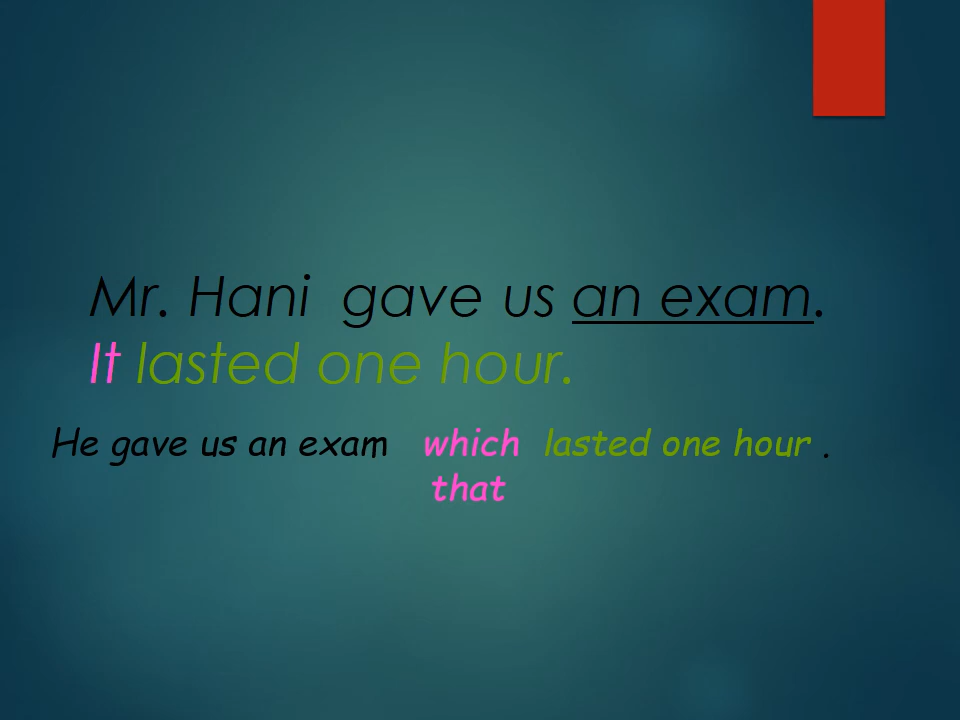 Mr. Hani gave us an exam.
It lasted one hour.
He gave us an exam which lasted one hour .
that